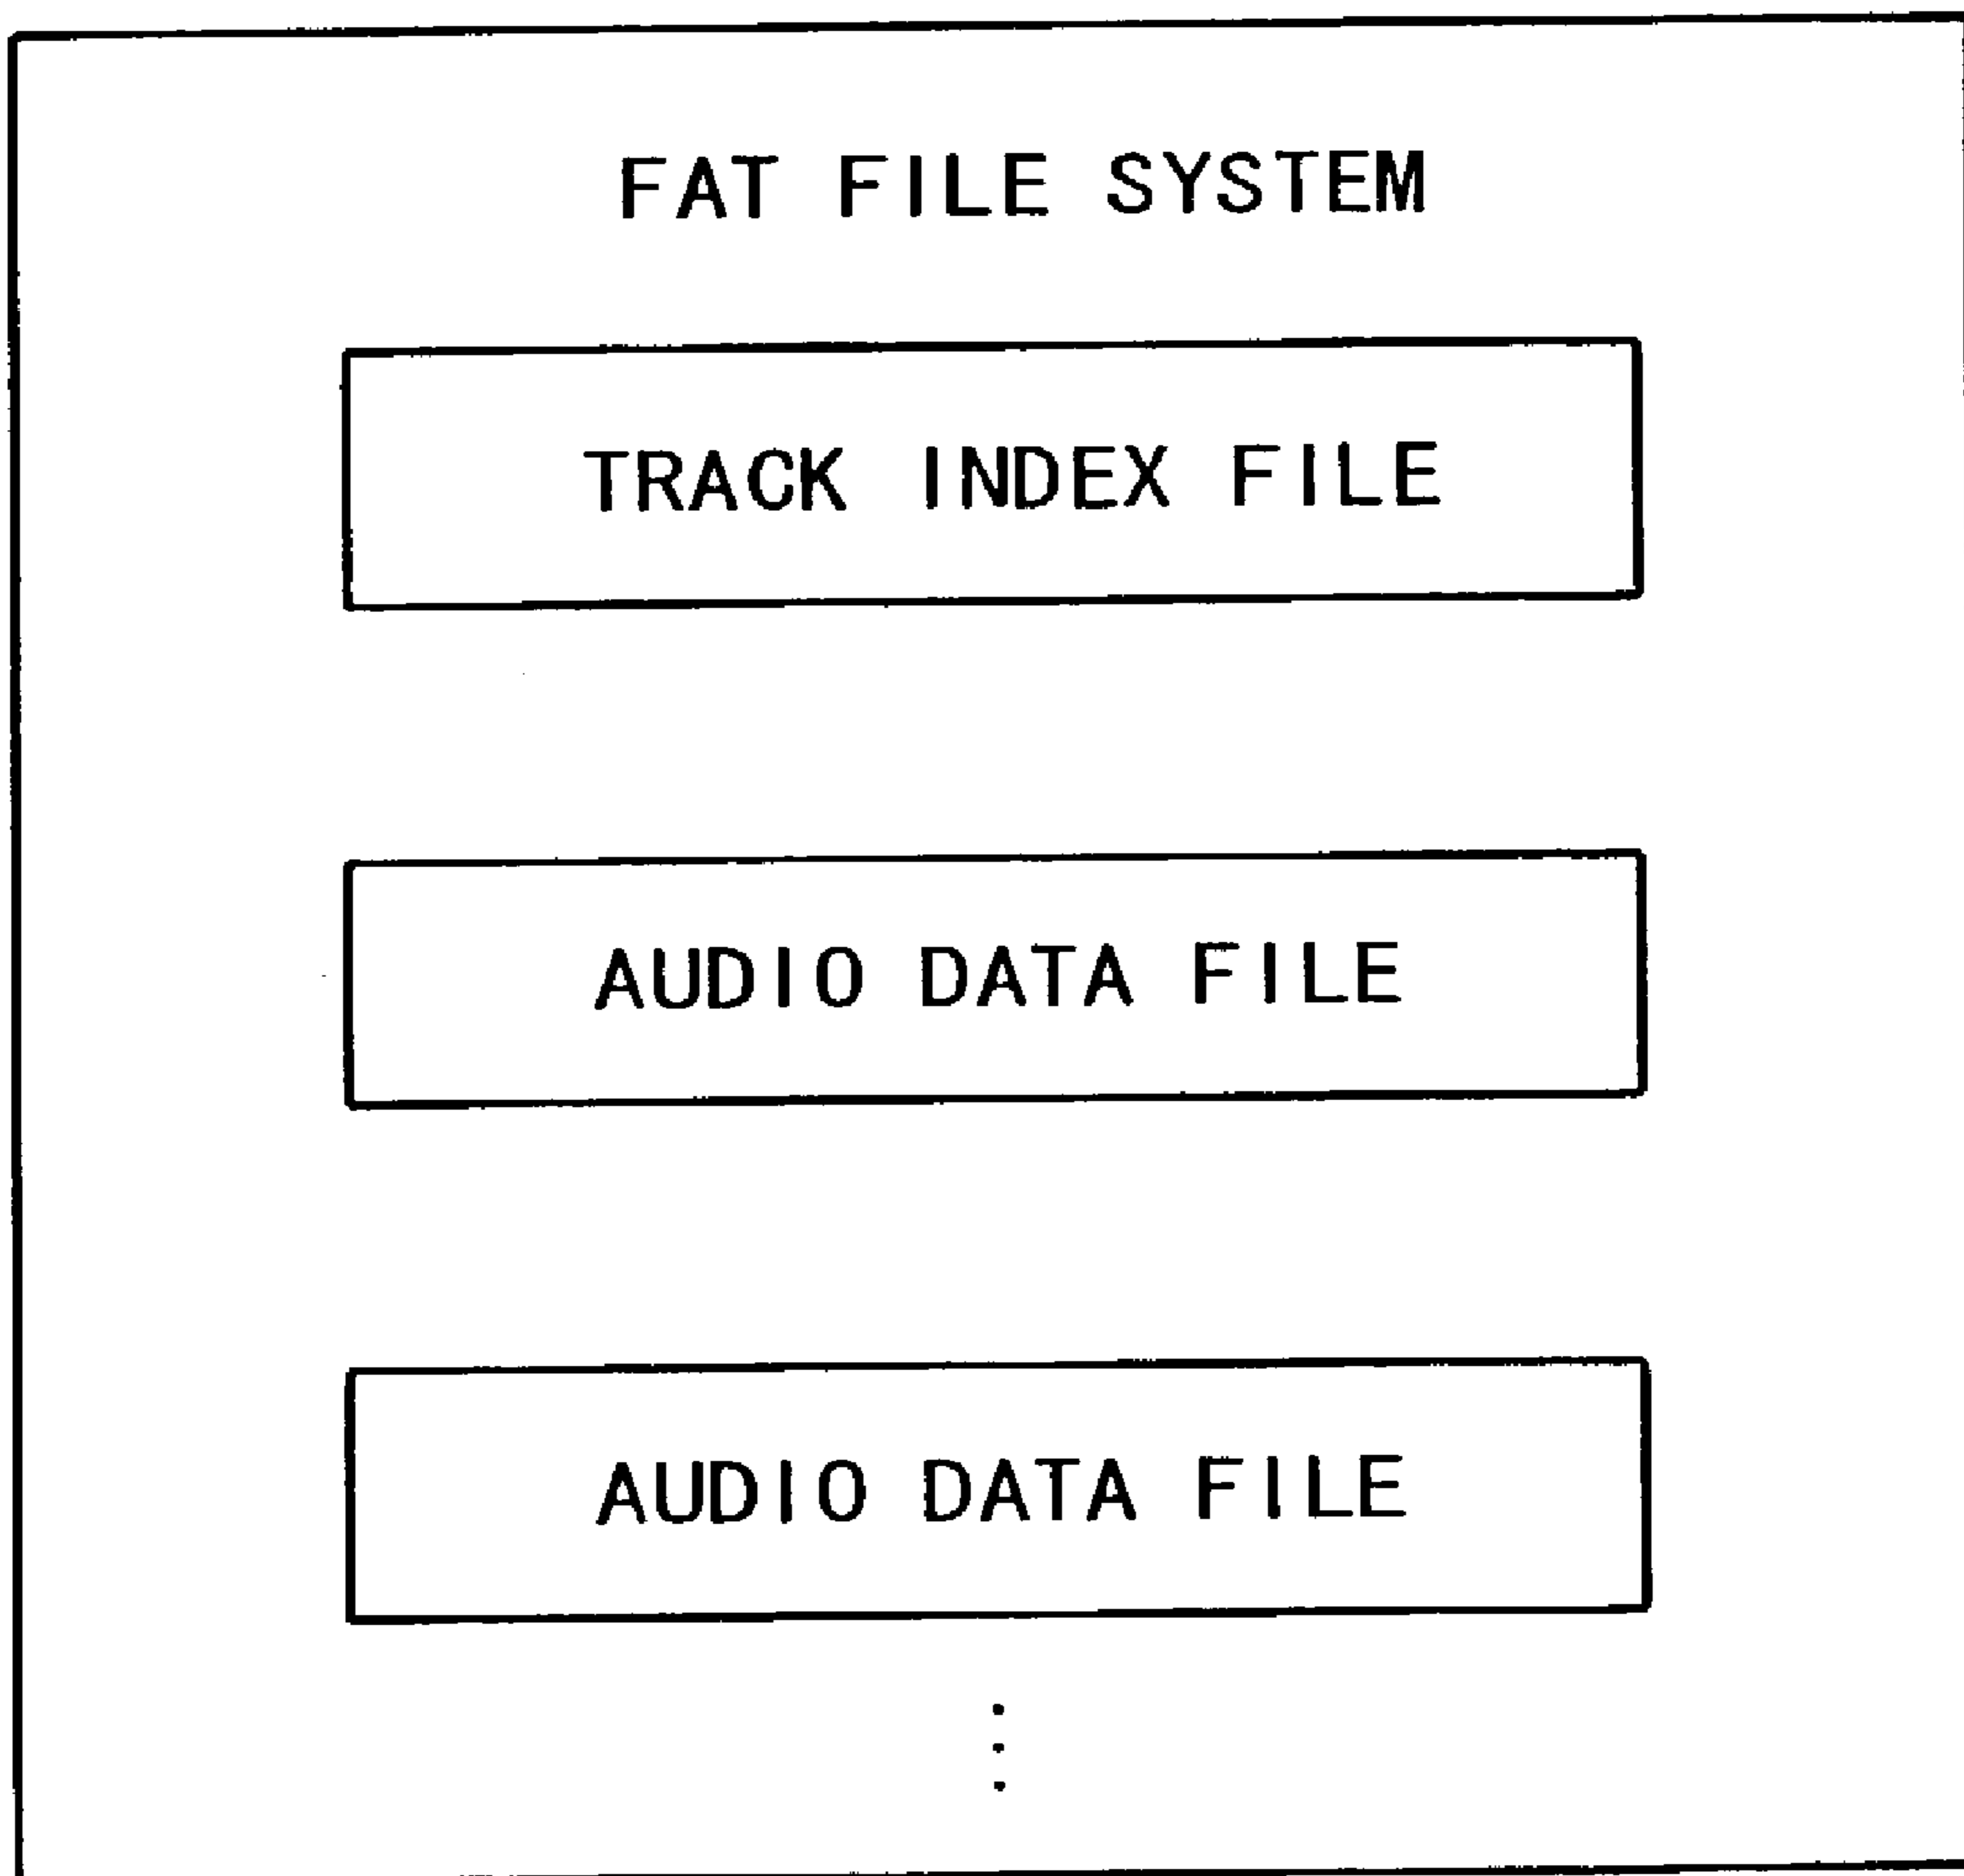 FAT FILE SYSTEM
TRACK INDEX FILE
AUDIO DATA FILE
AUDIO DATA FILE